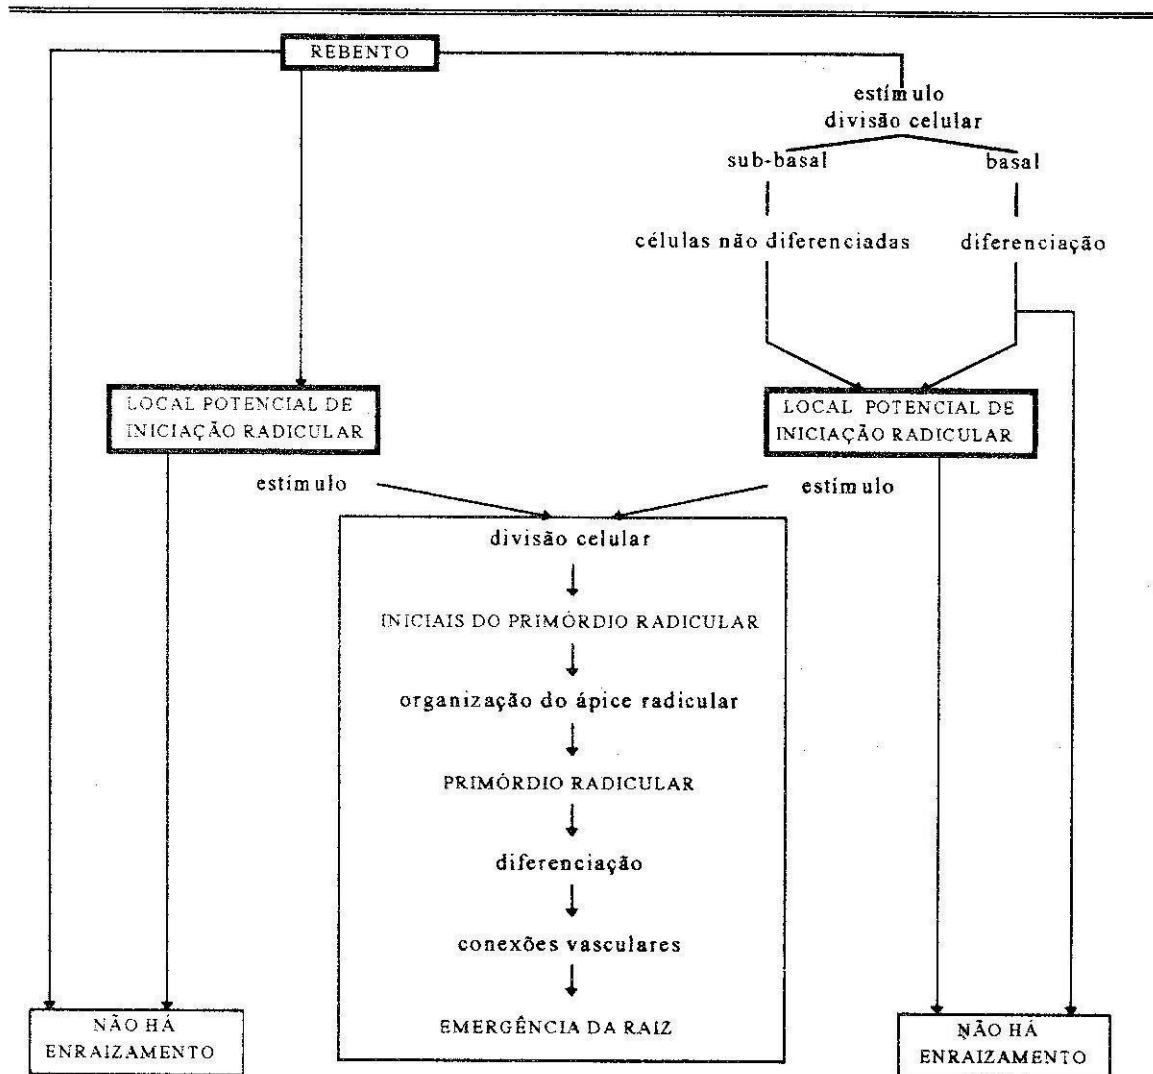 REBENTO
estímulo
divisão celular
sub-basal
basal
células não diferenciadas
diferenciação
LOCAL POTENCIAL DE
INICIAÇÃO RADICULAR
LOCAL POTENCIAL DE
INICIAÇÃO RADICULAR
estímulo
estímulo
divisão celular
INICIAIS DO PRIMÓRDIO RADICULAR
organização do ápice radicular
PRIMÓRDIO RADICULAR
diferenciação
conexões vasculares
EMERGÊNCIA DA RAIZ
NÃO HÁ
ENRAIZAMENTO
NÃO HÁ
ENRAIZAMENTO